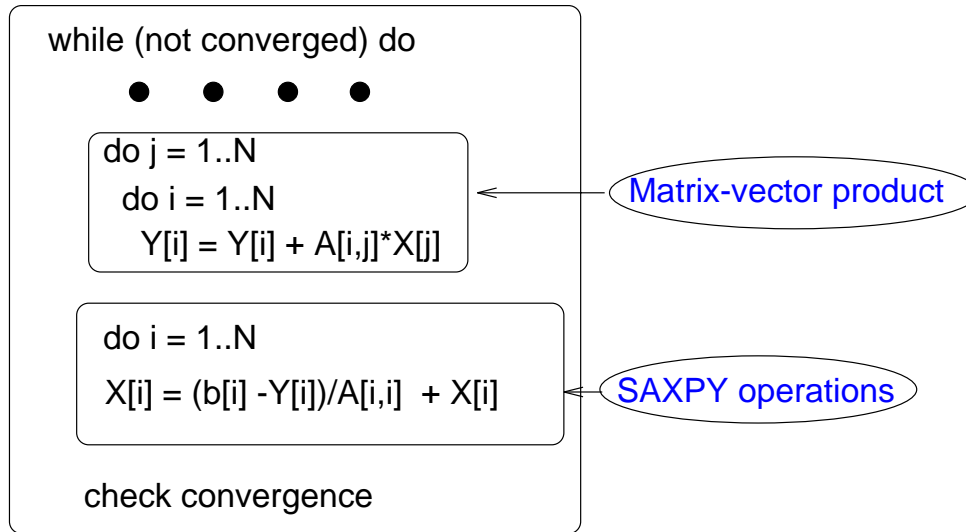 while (not converged) do
do j = 1..N
do i = 1..N
Y[i] = Y[i] + A[i,j]*X[j]
Matrix-vector product
do i = 1..N
X[i] = (b[i] -Y[i])/A[i,i] + X[i]
SAXPY operations
check convergence